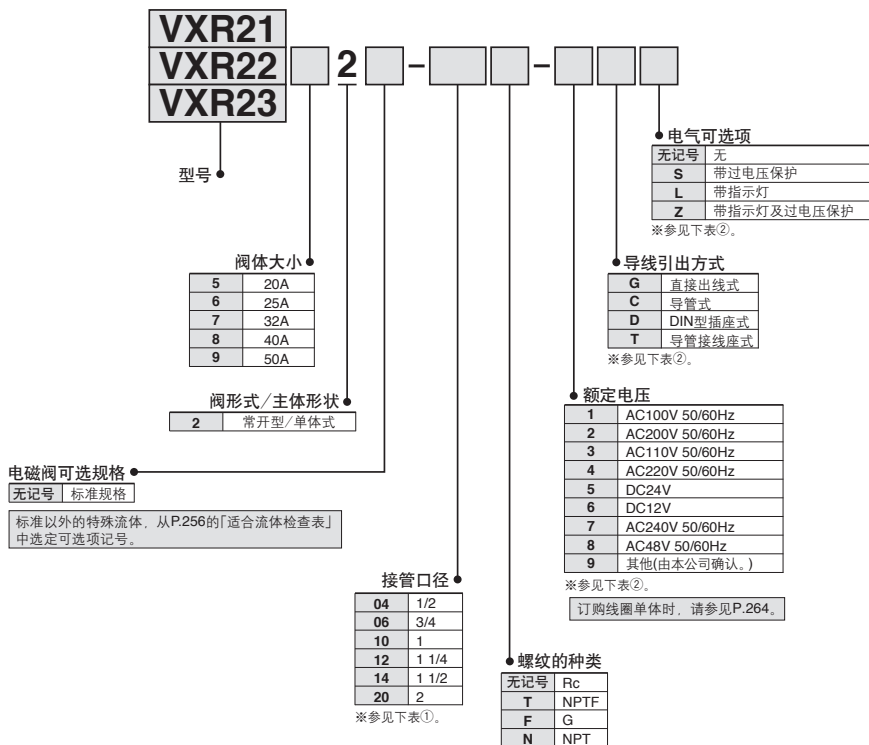 VXR21
VXR22
VXR23
2
型号
阀体大小
5 20A
6 25A
7 32A
8 40A
9 50A
阀形式/主体形状
2 常开型/单体式
电磁阀可选规格
无记号 标准规格
标准以外的特殊流体，从P.256的「适合流体检查表」
中选定可选项记号。
接管口径
04 1/2
06 3/4
10 1
12 1 1/4
14 1 1/2
20 2
※参见下表①。
螺纹的种类
无记号 Rc
T NPTF
F G
N NPT
额定电压
1 AC100V 50/60Hz
2 AC200V 50/60Hz
3 AC110V 50/60Hz
4 AC220V 50/60Hz
5 DC24V
6 DC12V
7 AC240V 50/60Hz
8 AC48V 50/60Hz
9 其他(由本公司确认。)
※参见下表②。
订购线圈单体时，请参见P.264。
导线引出方式
G 直接出线式
C 导管式
D DIN型插座式
T 导管接线座式
※参见下表②。
电气可选项
无记号 无
S 带过电压保护
L 带指示灯
Z 带指示灯及过电压保护
※参见下表②。